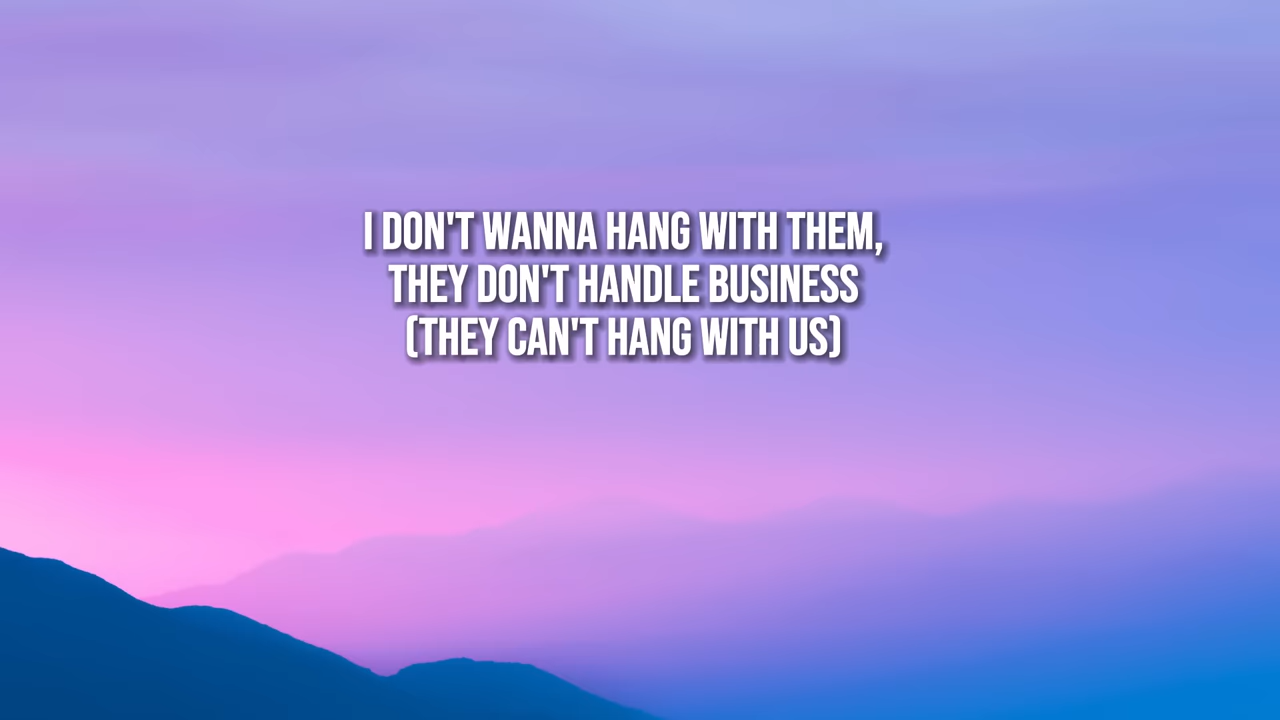 I DON'T WANNA HANG WITH THEM,
THEY DON'T HANDLE BUSINESS
(THEY CAN'T HANG WITH US)